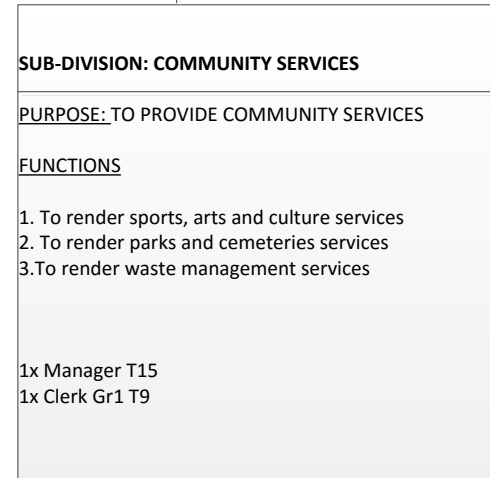 SUB-DIVISION: COMMUNITY SERVICES
PURPOSE: TO PROVIDE COMMUNITY SERVICES
FUNCTIONS
1. To render sports, arts and culture services
2. To render parks and cemeteries services
3.To render waste management services
1x Manager T15
1x Clerk Gr1 T9